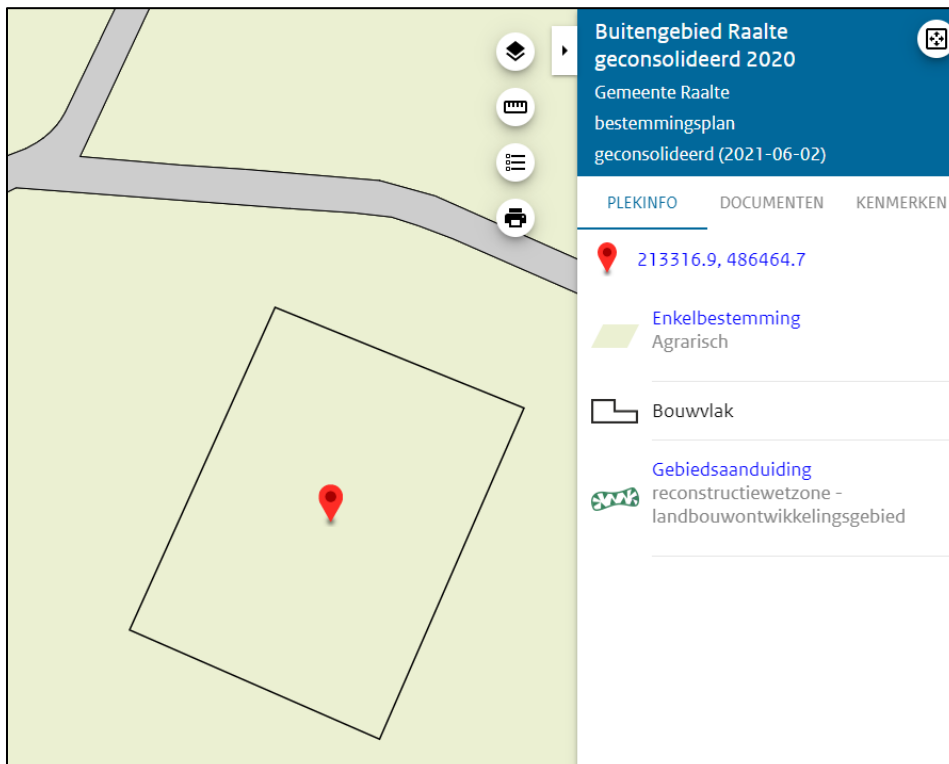 Buitengebied Raalte
geconsolideerd 2020
Gemeente Raalte
bestemmingsplan
geconsolideerd (2021-06-02)
PLEKINFO DOCUMENTEN KENMERKEN
213316.9, 486464.7
Enkelbestemming
Agrarisch
Bouwvlak
Gebiedsaanduiding
reconstructiewetzone -
landbouwontwikkelingsgebied